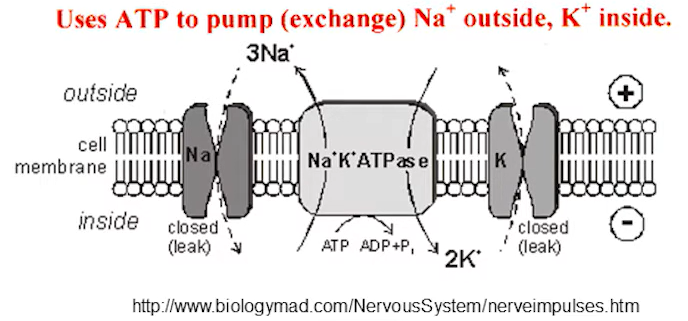 Uses ATP to pump (exchange) Na⁺ outside, K⁺ inside.
3Na⁺
outside
+
cell
membrane
Na
Na⁺K⁺ATPase
K
inside
-
closed
(leak)
ATP ADP+Pᵢ
2K⁺
closed
(leak)
http://www.biologymad.com/NervousSystem/nerveimpulses.htm